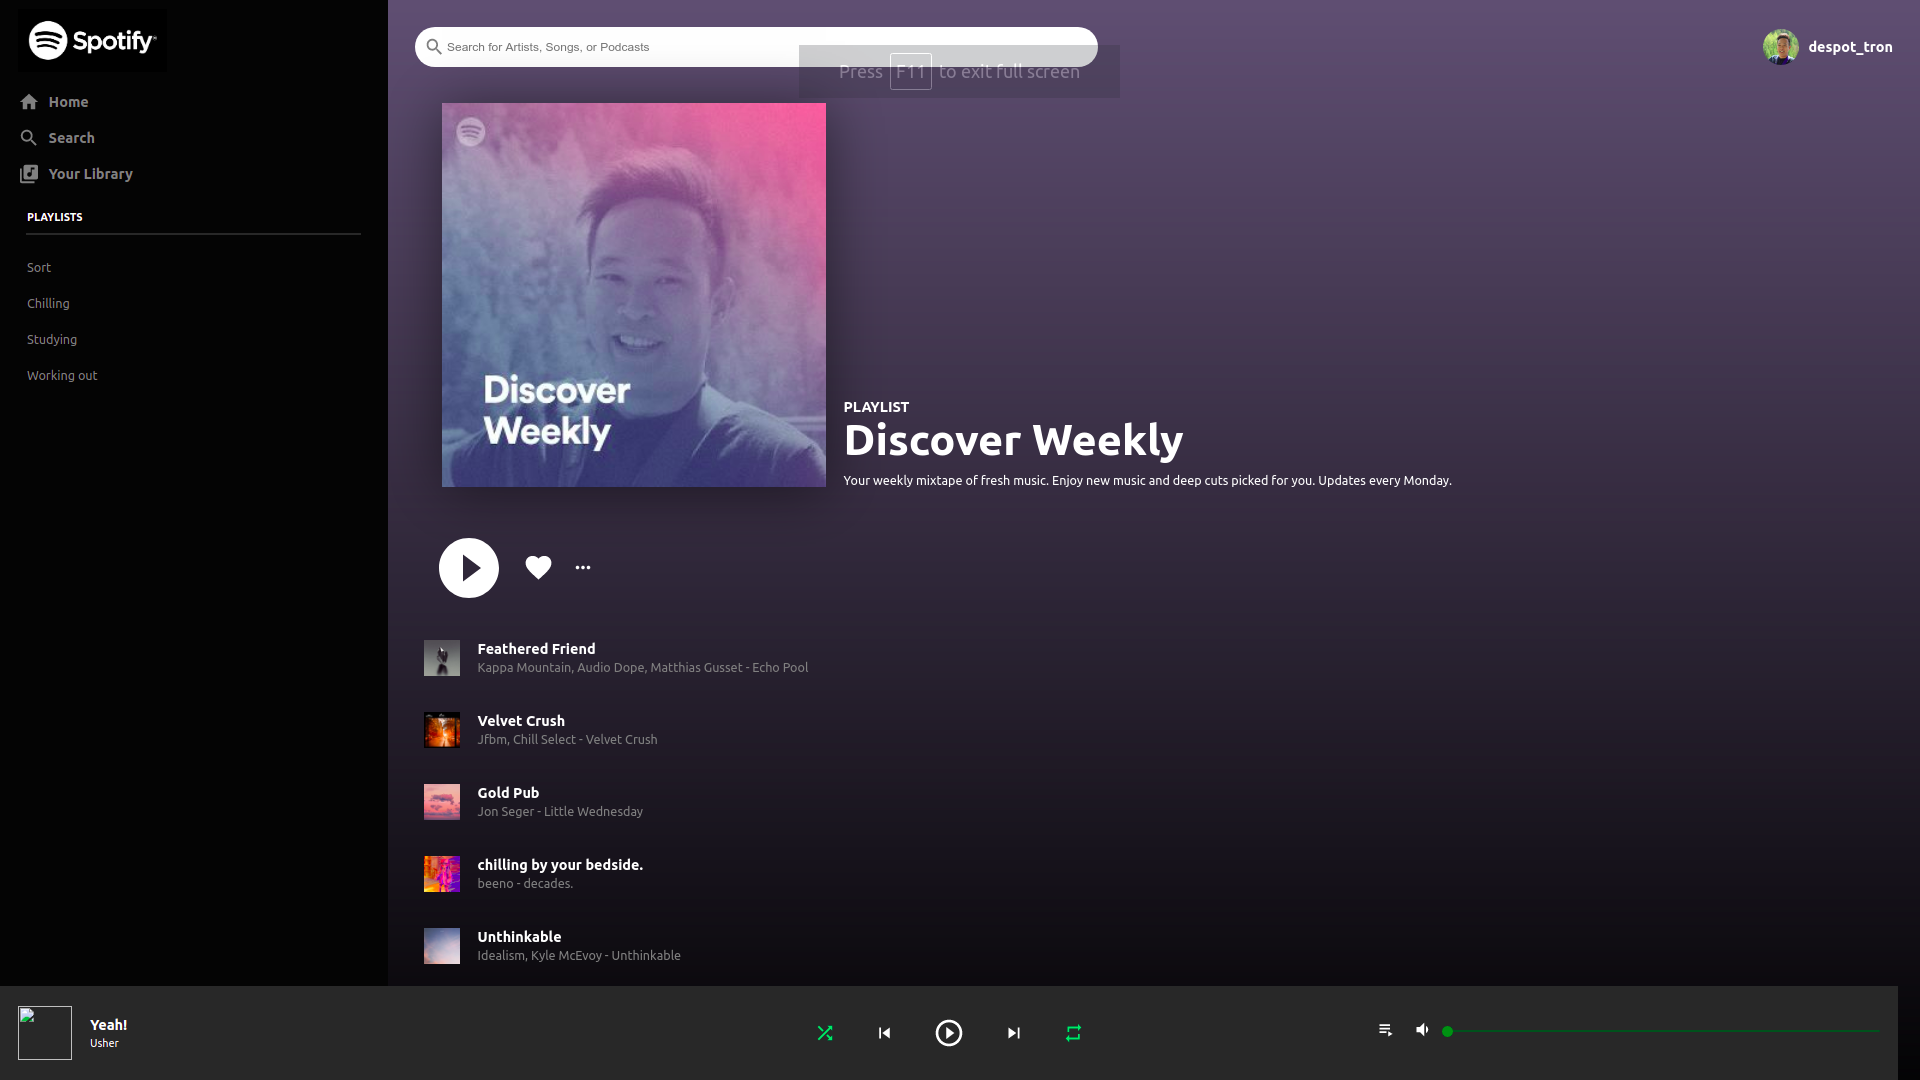 Spotify
Home
Search
Your Library
PLAYLISTS
Sort
Chilling
Studying
Working out
Search for Artists, Songs, or Podcasts
Press F11 to exit full screen
despot_tron
Discover
Weekly
PLAYLIST
Discover Weekly
Your weekly mixtape of fresh music. Enjoy new music and deep cuts picked for you. Updates every Monday.
Feathered Friend
Kappa Mountain, Audio Dope, Matthias Gusset - Echo Pool
Velvet Crush
Jfbm, Chill Select - Velvet Crush
Gold Pub
Jon Seger - Little Wednesday
chilling by your bedside.
beeno - decades.
Unthinkable
Idealism, Kyle McEvoy - Unthinkable
Yeah!
Usher